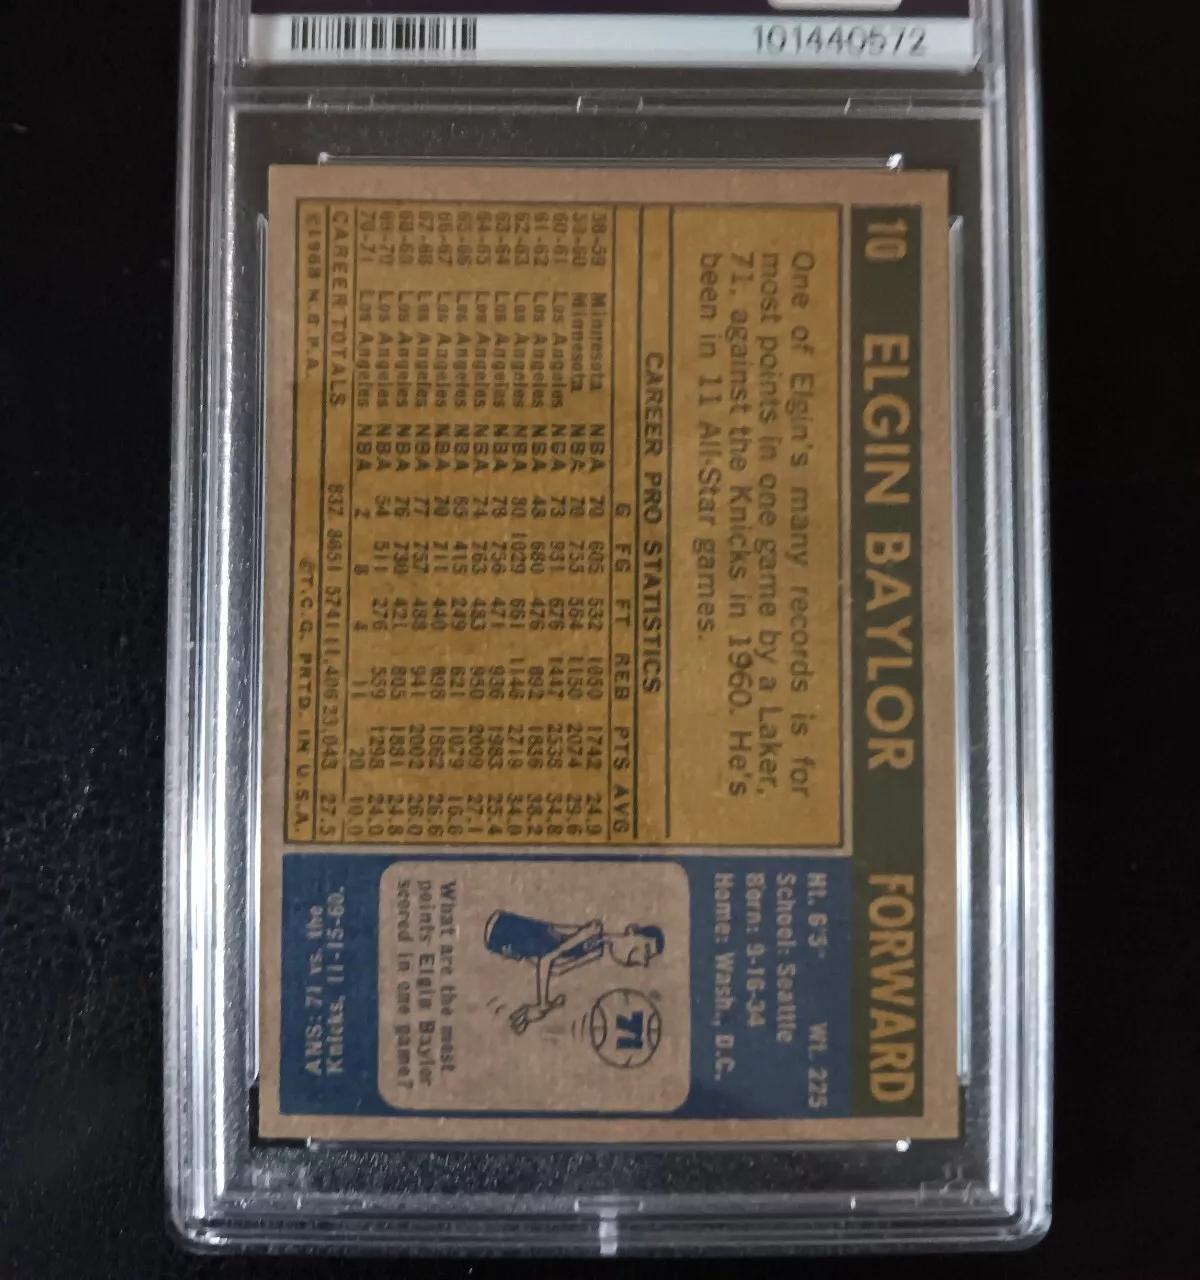 101440572
10 ELGIN BAYLOR FORWARD
One of Elgin's many records is for
most points in one game by a Laker,
71, against the Knicks in 1960. He's
been in 11 All-Star games.
CAREER PRO STATISTICS
G FG FT REB PTS AVG
58-59 Minnesota NBA 70 605 532 1050 1742 24.9
59-60 Minnesota NBA 70 755 564 1150 2074 29.6
60-61 Los Angeles NBA 73 931 676 1447 2538 34.8
61-62 Los Angeles NBA 48 680 476 892 1836 38.2
62-63 Los Angeles NBA 80 1029 661 1146 2719 34.0
63-64 Los Angeles NBA 78 756 471 936 1983 25.4
64-65 Los Angeles NBA 74 763 483 950 2009 27.1
65-66 Los Angeles NBA 65 415 249 621 1079 16.6
66-67 Los Angeles NBA 70 711 440 898 1862 26.6
67-68 Los Angeles NBA 77 757 488 941 2002 26.0
68-69 Los Angeles NBA 76 730 421 805 1881 24.8
69-70 Los Angeles NBA 54 511 276 559 1298 24.0
70-71 Los Angeles NBA 2 8 4 11 20 10.0
CAREER TOTALS 837 8651 5741 11,406 23,043 27.5
© 1968 N.B.P.A. © T.C.G. PRTD. IN U.S.A.
Ht. 6'5" Wt. 225
School: Seattle
Born: 9-16-34
Home: Wash., D.C.
71
What are the most
points Elgin Baylor
scored in one game?
ANS: 71 vs. the
Knicks, 11-15-60.